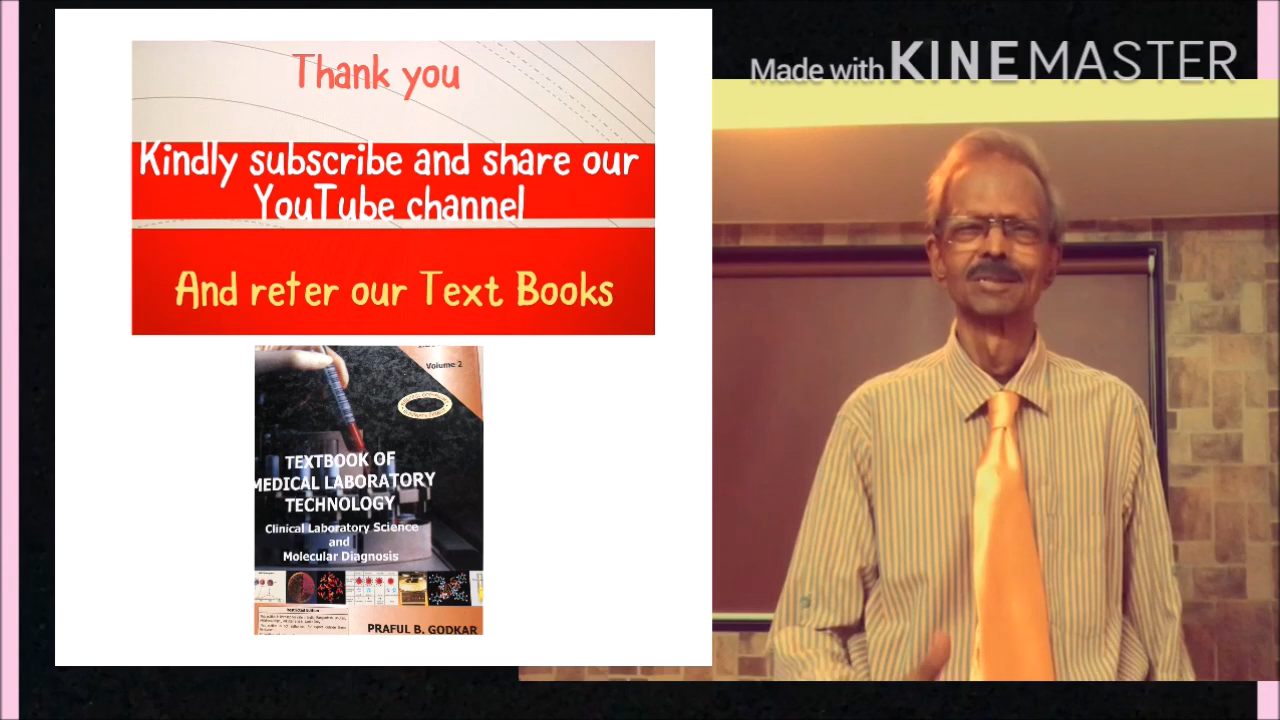 Thank you
Kindly subscribe and share our
YouTube channel
And reter our Text Books
Volume 2
TEXTBOOK OF
MEDICAL LABORATORY
TECHNOLOGY
Clinical Laboratory Science
and
Molecular Diagnosis
PRAFUL B. GODKAR
Made with KINEMASTER